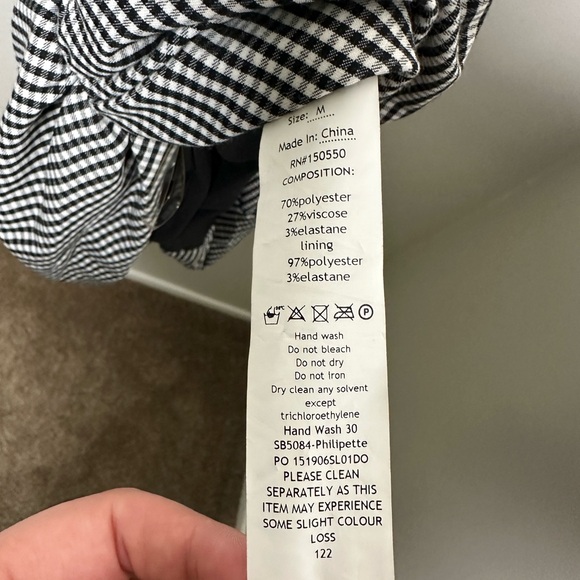 Size: M
Made In: China
RN#150550
COMPOSITION:
70%polyester
27%viscose
3%elastane
lining
97%polyester
3%elastane
P
Hand wash
Do not bleach
Do not dry
Do not iron
Dry clean any solvent
except
trichloroethylene
Hand Wash 30
SB5084-Philipette
PO 151906SL01DO
PLEASE CLEAN
SEPARATELY AS THIS
ITEM MAY EXPERIENCE
SOME SLIGHT COLOUR
LOSS
122